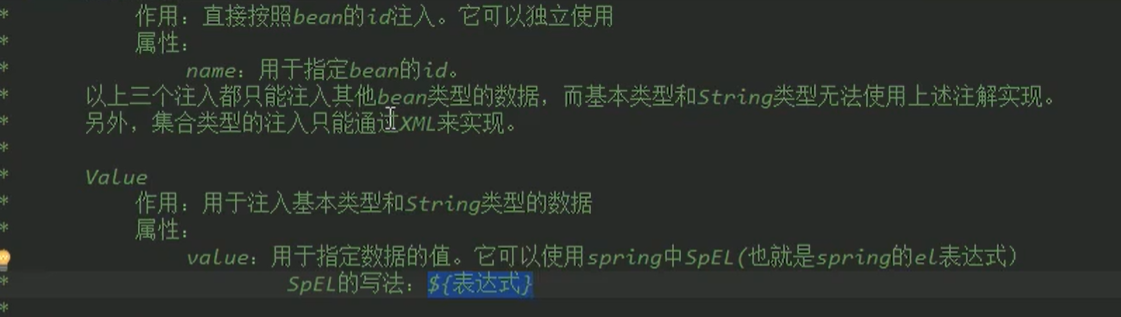 * 作用：直接按照bean的id注入。它可以独立使用
* 属性：
* name：用于指定bean的id。
* 以上三个注入都只能注入其他bean类型的数据，而基本类型和String类型无法使用上述注解实现。
* 另外，集合类型的注入只能通过XML来实现。
*
* Value
* 作用：用于注入基本类型和String类型的数据
* 属性：
* value：用于指定数据的值。它可以使用spring中SpEL(也就是spring的el表达式）
* SpEL的写法：${表达式}
*